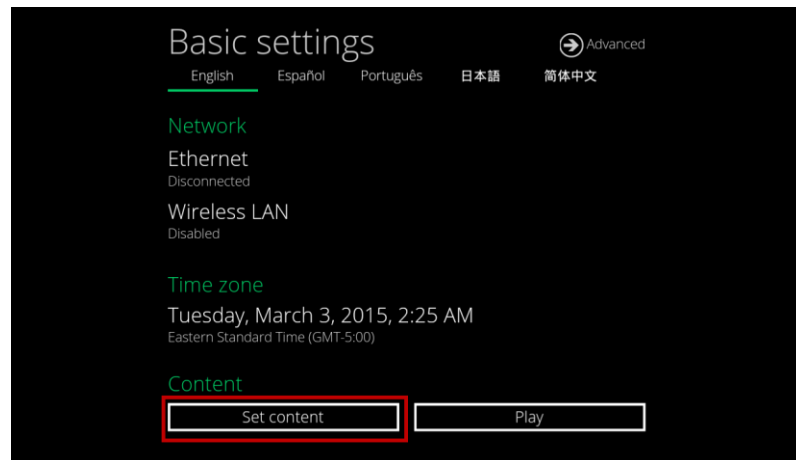 Basic settings
Advanced
English Español Português 日本語 简体中文
Network
Ethernet
Disconnected
Wireless LAN
Disabled
Time zone
Tuesday, March 3, 2015, 2:25 AM
Eastern Standard Time (GMT-5:00)
Content
Set content Play